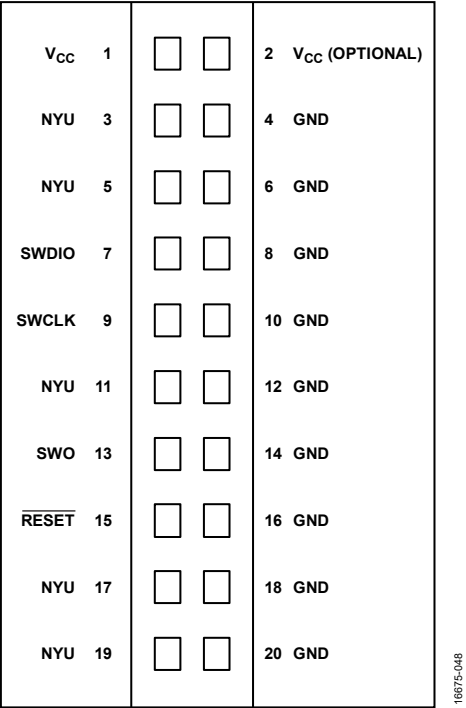 VCC 1 2 VCC (OPTIONAL)
NYU 3 4 GND
NYU 5 6 GND
SWDIO 7 8 GND
SWCLK 9 10 GND
NYU 11 12 GND
SWO 13 14 GND
RESET 15 16 GND
NYU 17 18 GND
NYU 19 20 GND
16675-048